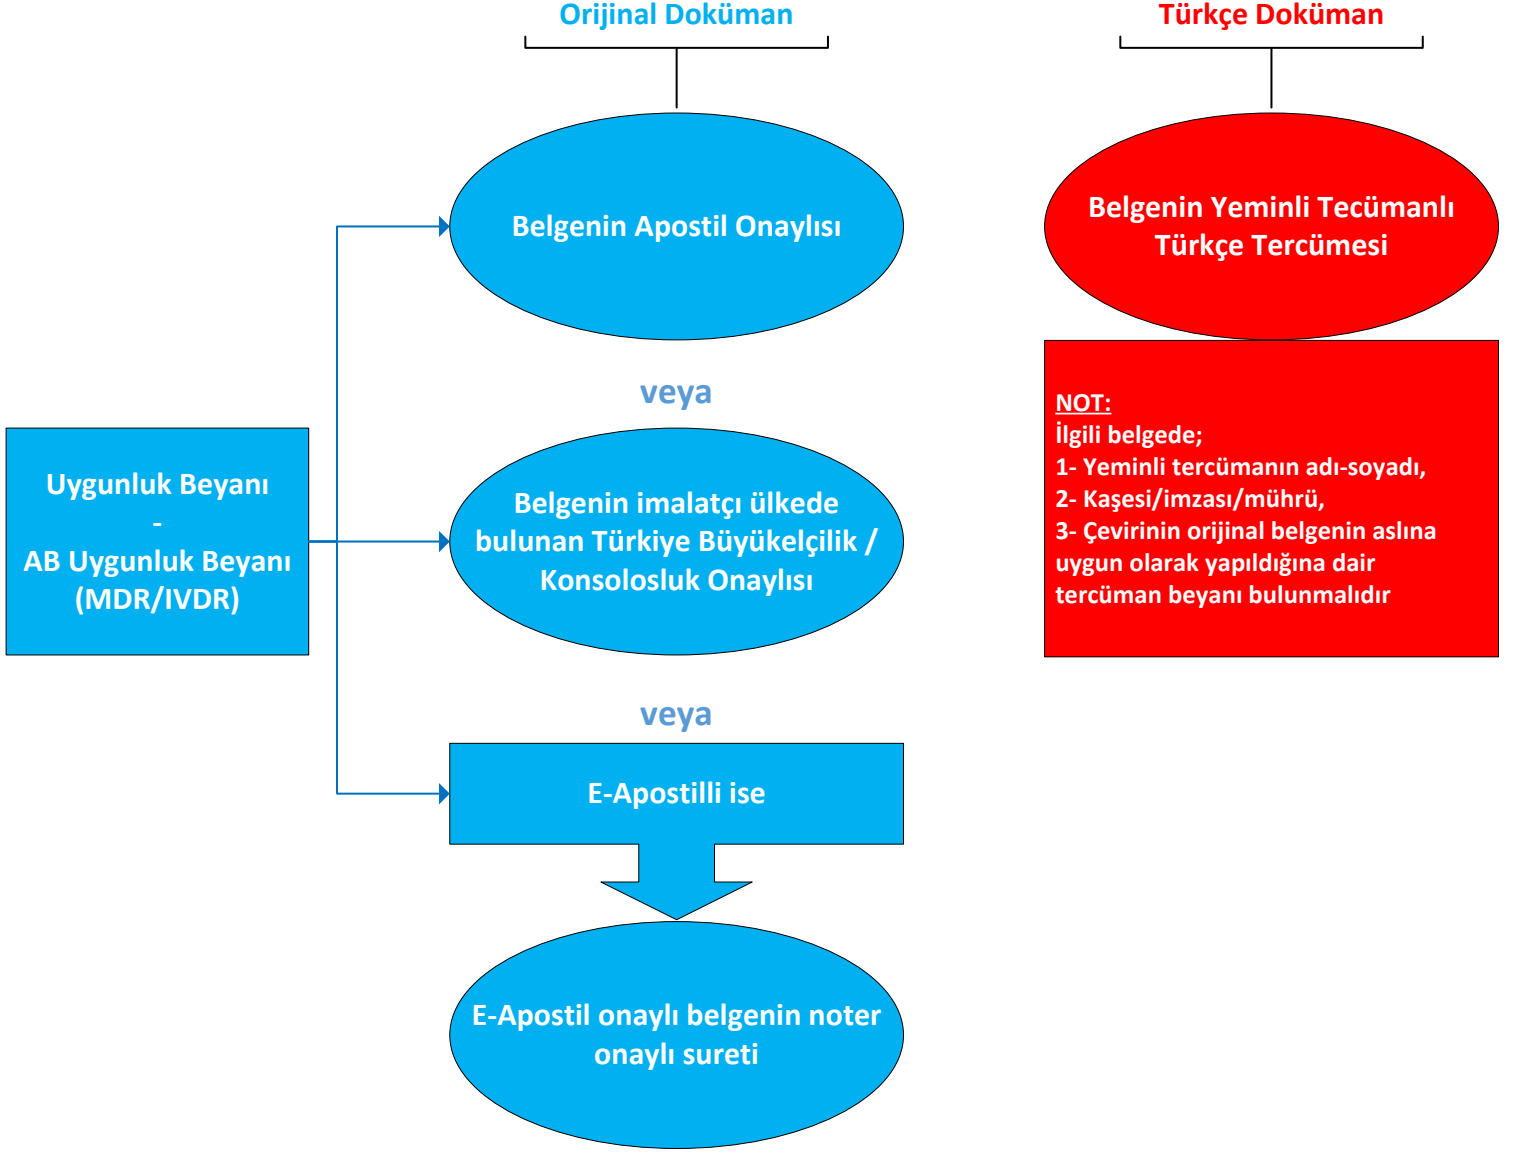 Orijinal Doküman
Türkçe Doküman
Belgenin Apostil Onaylısı
Belgenin Yeminli Tecümanlı
Türkçe Tercümesi
veya
NOT:
İlgili belgede;
1- Yeminli tercümanın adı-soyadı,
2- Kaşesi/imzası/mührü,
3- Çevirinin orijinal belgenin aslına
uygun olarak yapıldığına dair
tercüman beyanı bulunmalıdır
Uygunluk Beyanı
-
AB Uygunluk Beyanı
(MDR/IVDR)
Belgenin imalatçı ülkede
bulunan Türkiye Büyükelçilik /
Konsolosluk Onaylısı
veya
E-Apostilli ise
E-Apostil onaylı belgenin noter
onaylı sureti